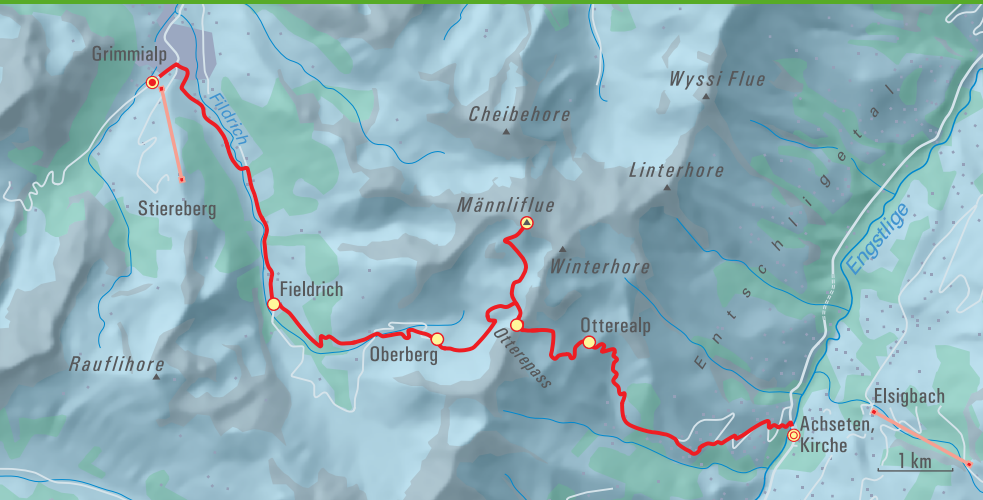 Grimmialp
Wyssi Flue
Fildrich
Cheibehore
Entschligetal
Linterhore
Stiereberg
Männliflue
Engstlige
Winterhore
Fieldrich
Otterealp
Oberberg
Otterepass
Rauflihore
Elsigbach
Achseten,
Kirche
1 km